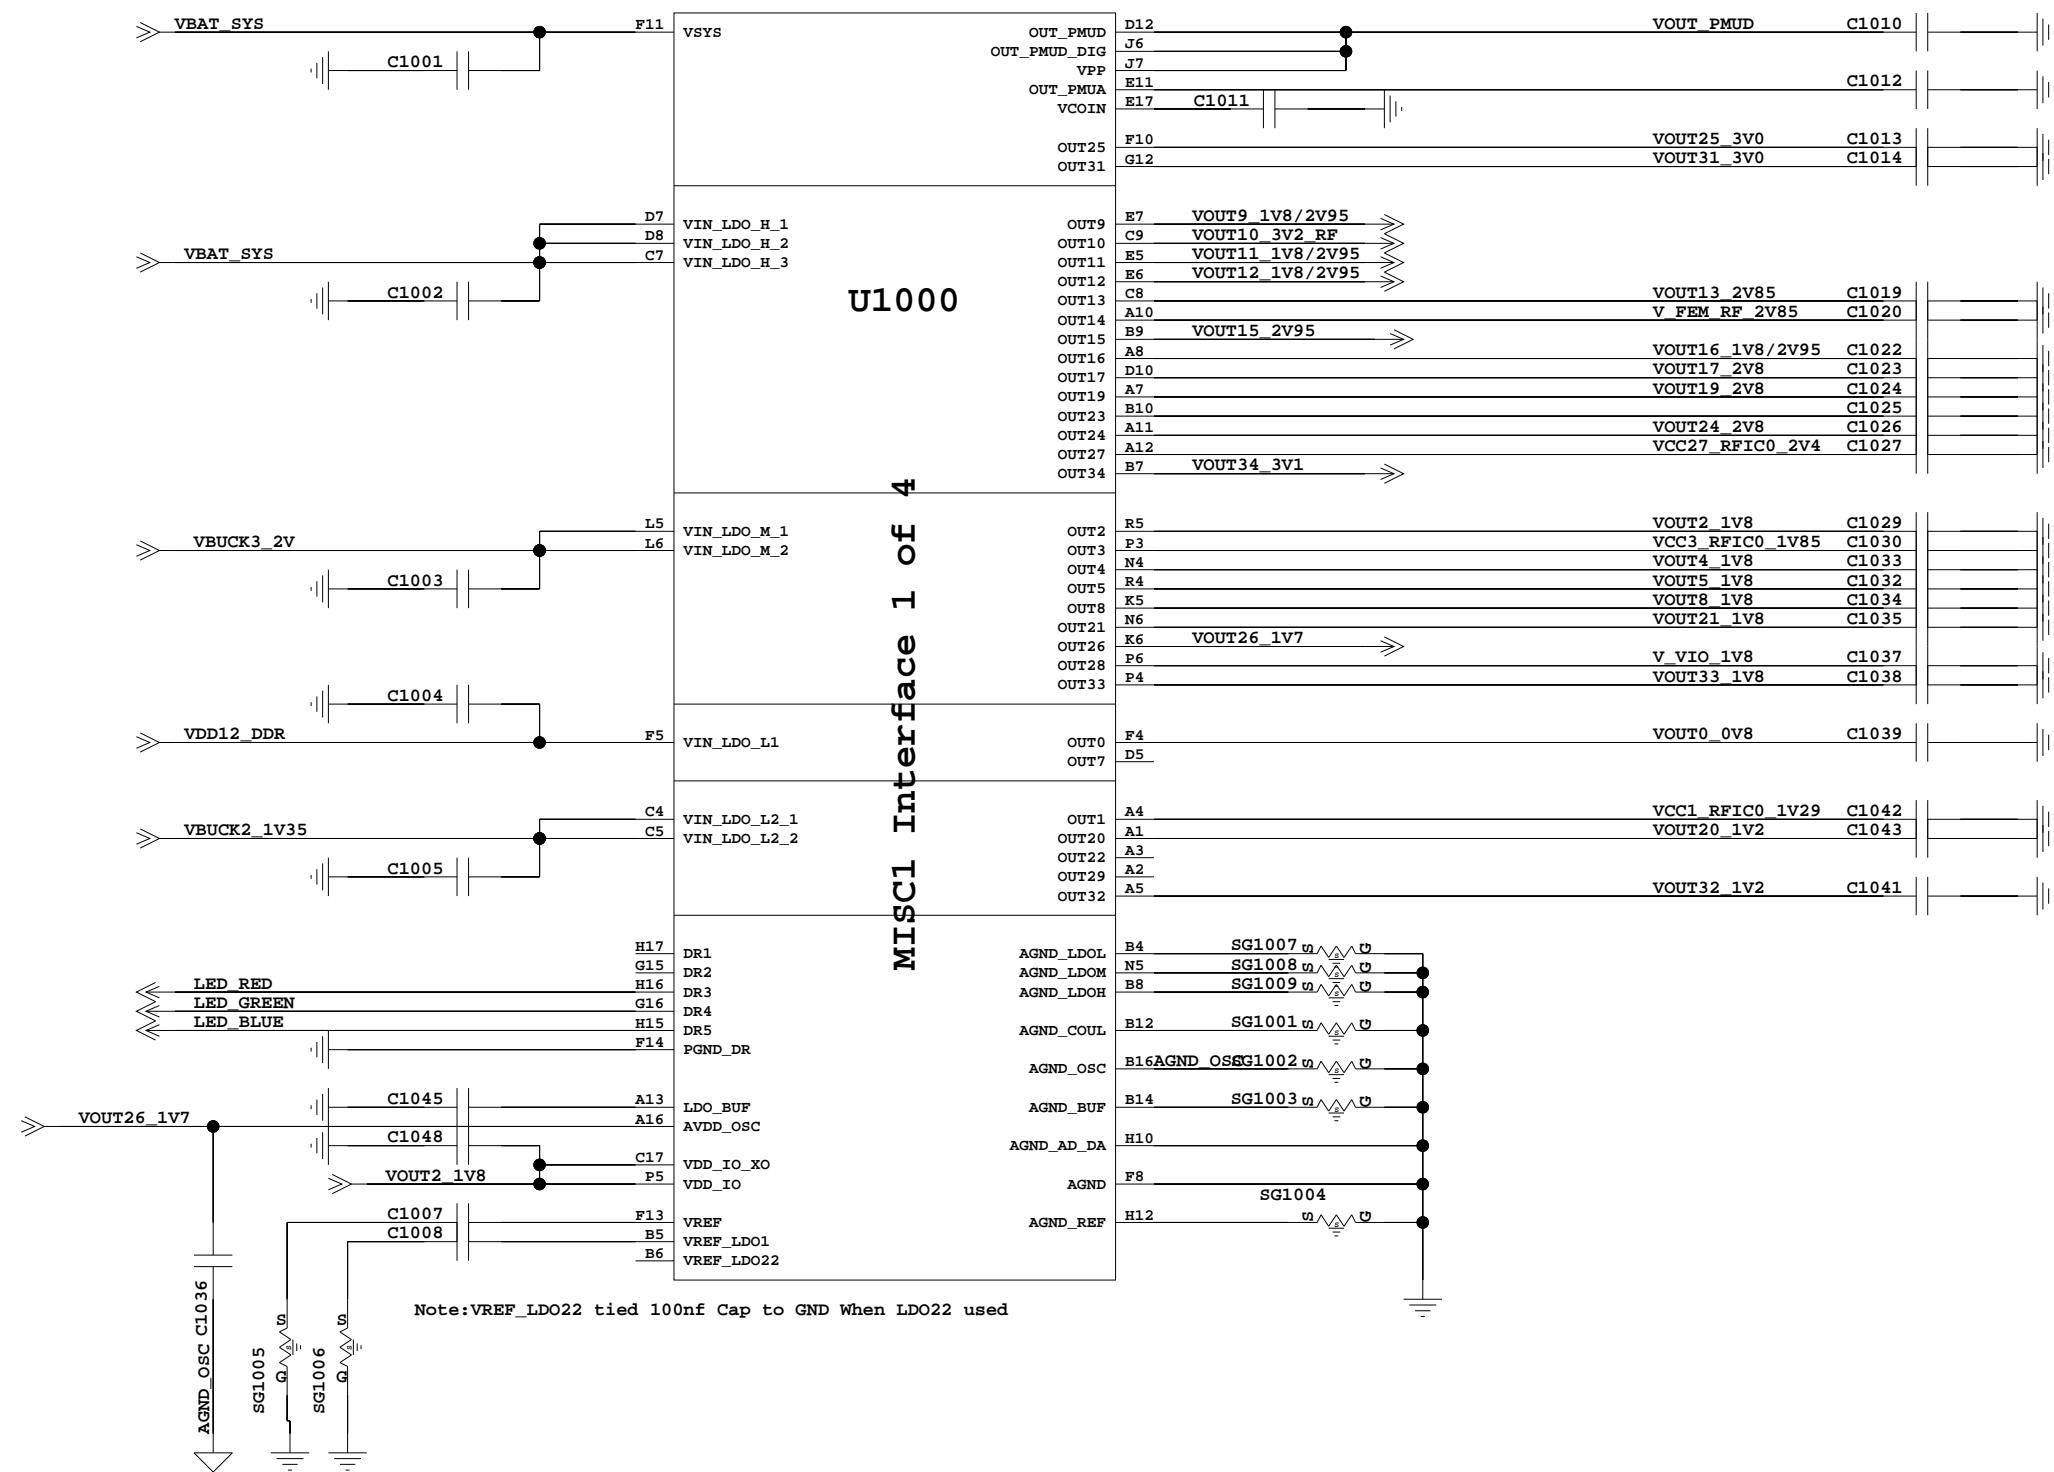 VBAT_SYS F11 VSYS OUT_PMUD D12 VOUT_PMUD C1010
C1001 OUT_PMUD_DIG J6
VPP J7
OUT_PMUA E11 C1012
VCOIN E17 C1011
OUT25 F10 VOUT25_3V0 C1013
OUT31 G12 VOUT31_3V0 C1014
D7 VIN_LDO_H_1 OUT9 E7 VOUT9_1V8/2V95
D8 VIN_LDO_H_2 OUT10 C9 VOUT10_3V2_RF
VBAT_SYS C7 VIN_LDO_H_3 OUT11 E5 VOUT11_1V8/2V95
OUT12 E6 VOUT12_1V8/2V95
C1002 U1000 OUT13 C8 VOUT13_2V85 C1019
OUT14 A10 V_FEM_RF_2V85 C1020
OUT15 B9 VOUT15_2V95
OUT16 A8 VOUT16_1V8/2V95 C1022
OUT17 D10 VOUT17_2V8 C1023
OUT19 A7 VOUT19_2V8 C1024
OUT23 B10 C1025
OUT24 A11 VOUT24_2V8 C1026
OUT27 A12 VCC27_RFIC0_2V4 C1027
OUT34 B7 VOUT34_3V1
MISC1 Interface 1 of 4
L5 VIN_LDO_M_1 OUT2 R5 VOUT2_1V8 C1029
VBUCK3_2V L6 VIN_LDO_M_2 OUT3 P3 VCC3_RFIC0_1V85 C1030
OUT4 N4 VOUT4_1V8 C1033
C1003 OUT5 R4 VOUT5_1V8 C1032
OUT8 K5 VOUT8_1V8 C1034
OUT21 N6 VOUT21_1V8 C1035
OUT26 K6 VOUT26_1V7
OUT28 P6 V_VIO_1V8 C1037
C1004 OUT33 P4 VOUT33_1V8 C1038
VDD12_DDR F5 VIN_LDO_L1 OUT0 F4 VOUT0_0V8 C1039
OUT7 D5
C4 VIN_LDO_L2_1 OUT1 A4 VCC1_RFIC0_1V29 C1042
VBUCK2_1V35 C5 VIN_LDO_L2_2 OUT20 A1 VOUT20_1V2 C1043
OUT22 A3
C1005 OUT29 A2
OUT32 A5 VOUT32_1V2 C1041
H17 DR1 AGND_LDOL B4 SG1007 S s G
G15 DR2 AGND_LDOM N5 SG1008 S s G
LED_RED H16 DR3 AGND_LDOH B8 SG1009 S s G
LED_GREEN G16 DR4
LED_BLUE H15 DR5 AGND_COUL B12 SG1001 S s G
F14 PGND_DR
AGND_OSC B16 AGND_OSC SG1002 S s G
C1045 A13 LDO_BUF AGND_BUF B14 SG1003 S s G
VOUT26_1V7 A16 AVDD_OSC
C1048 AGND_AD_DA H10
C17 VDD_IO_XO
VOUT2_1V8 P5 VDD_IO AGND F8
SG1004
C1007 F13 VREF AGND_REF H12 S s G
C1008 B5 VREF_LDO1
B6 VREF_LDO22
Note:VREF_LDO22 tied 100nf Cap to GND When LDO22 used
AGND_OSC C1036
SG1005 S s G
SG1006 S s G